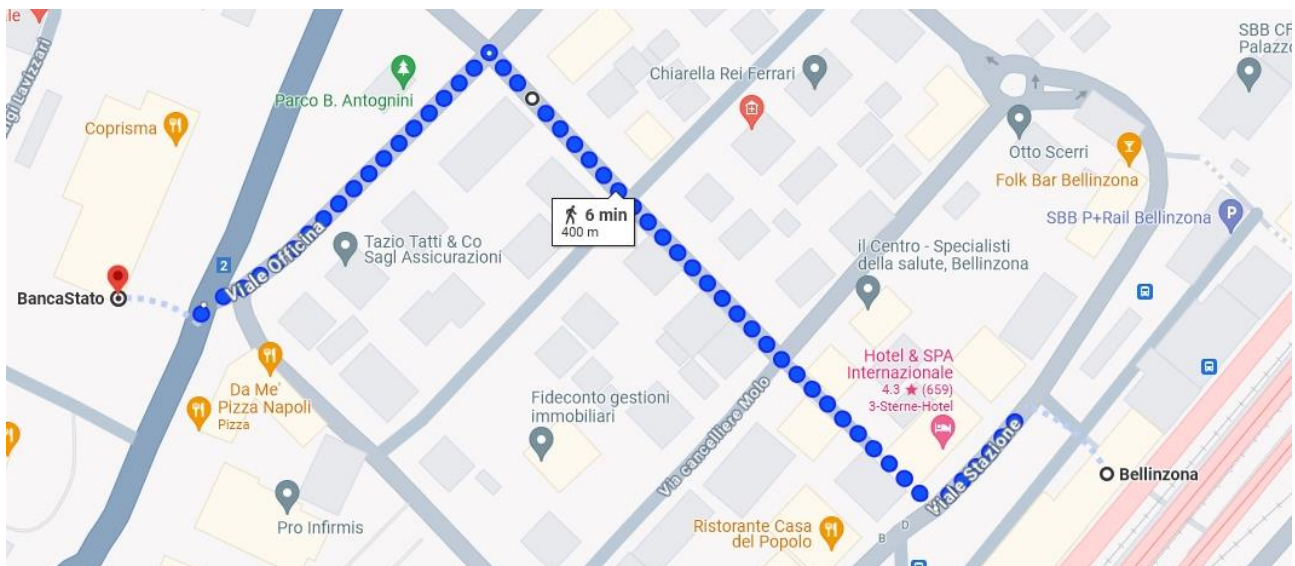 ale
SBB CF
Palazzo
igi Lavizzari
Chiarella Rei Ferrari
Parco B. Antognini
Coprisma
Otto Scerri
Folk Bar Bellinzona
6 min
400 m
SBB P+Rail Bellinzona
P
Viale Officina
Tazio Tatti & Co
Sagl Assicurazioni
il Centro - Specialisti
della salute, Bellinzona
2
BancaStato
Hotel & SPA
Internazionale
4.3 ★ (659)
3-Sterne-Hotel
Da Me'
Pizza Napoli
Pizza
Fideconto gestioni
immobiliari
Via cancelliere Molo
Viale Stazione
Bellinzona
Pro Infirmis
Ristorante Casa
del Popolo
D
B